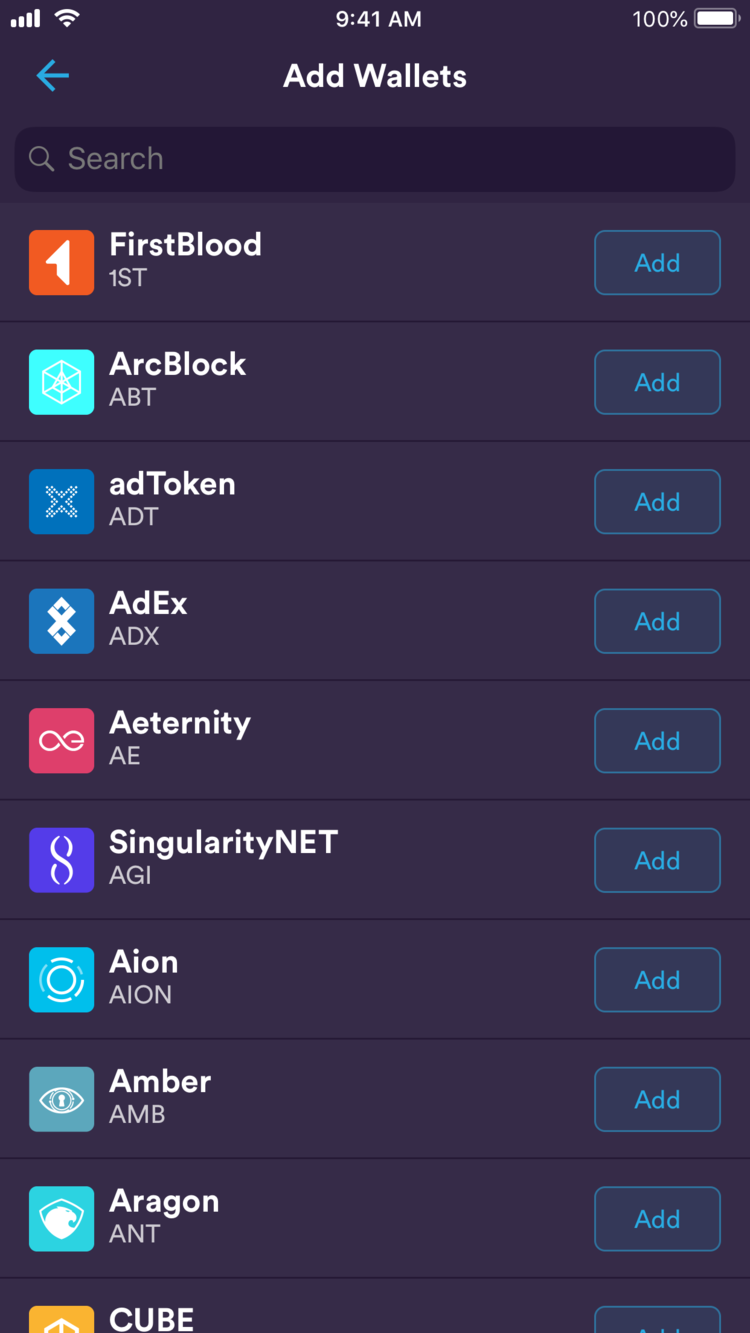 9:41 AM
100%
Add Wallets
Search
FirstBlood
1ST
Add
ArcBlock
ABT
Add
adToken
ADT
Add
AdEx
ADX
Add
Aeternity
AE
Add
SingularityNET
AGI
Add
Aion
AION
Add
Amber
AMB
Add
Aragon
ANT
Add
CUBE
Add